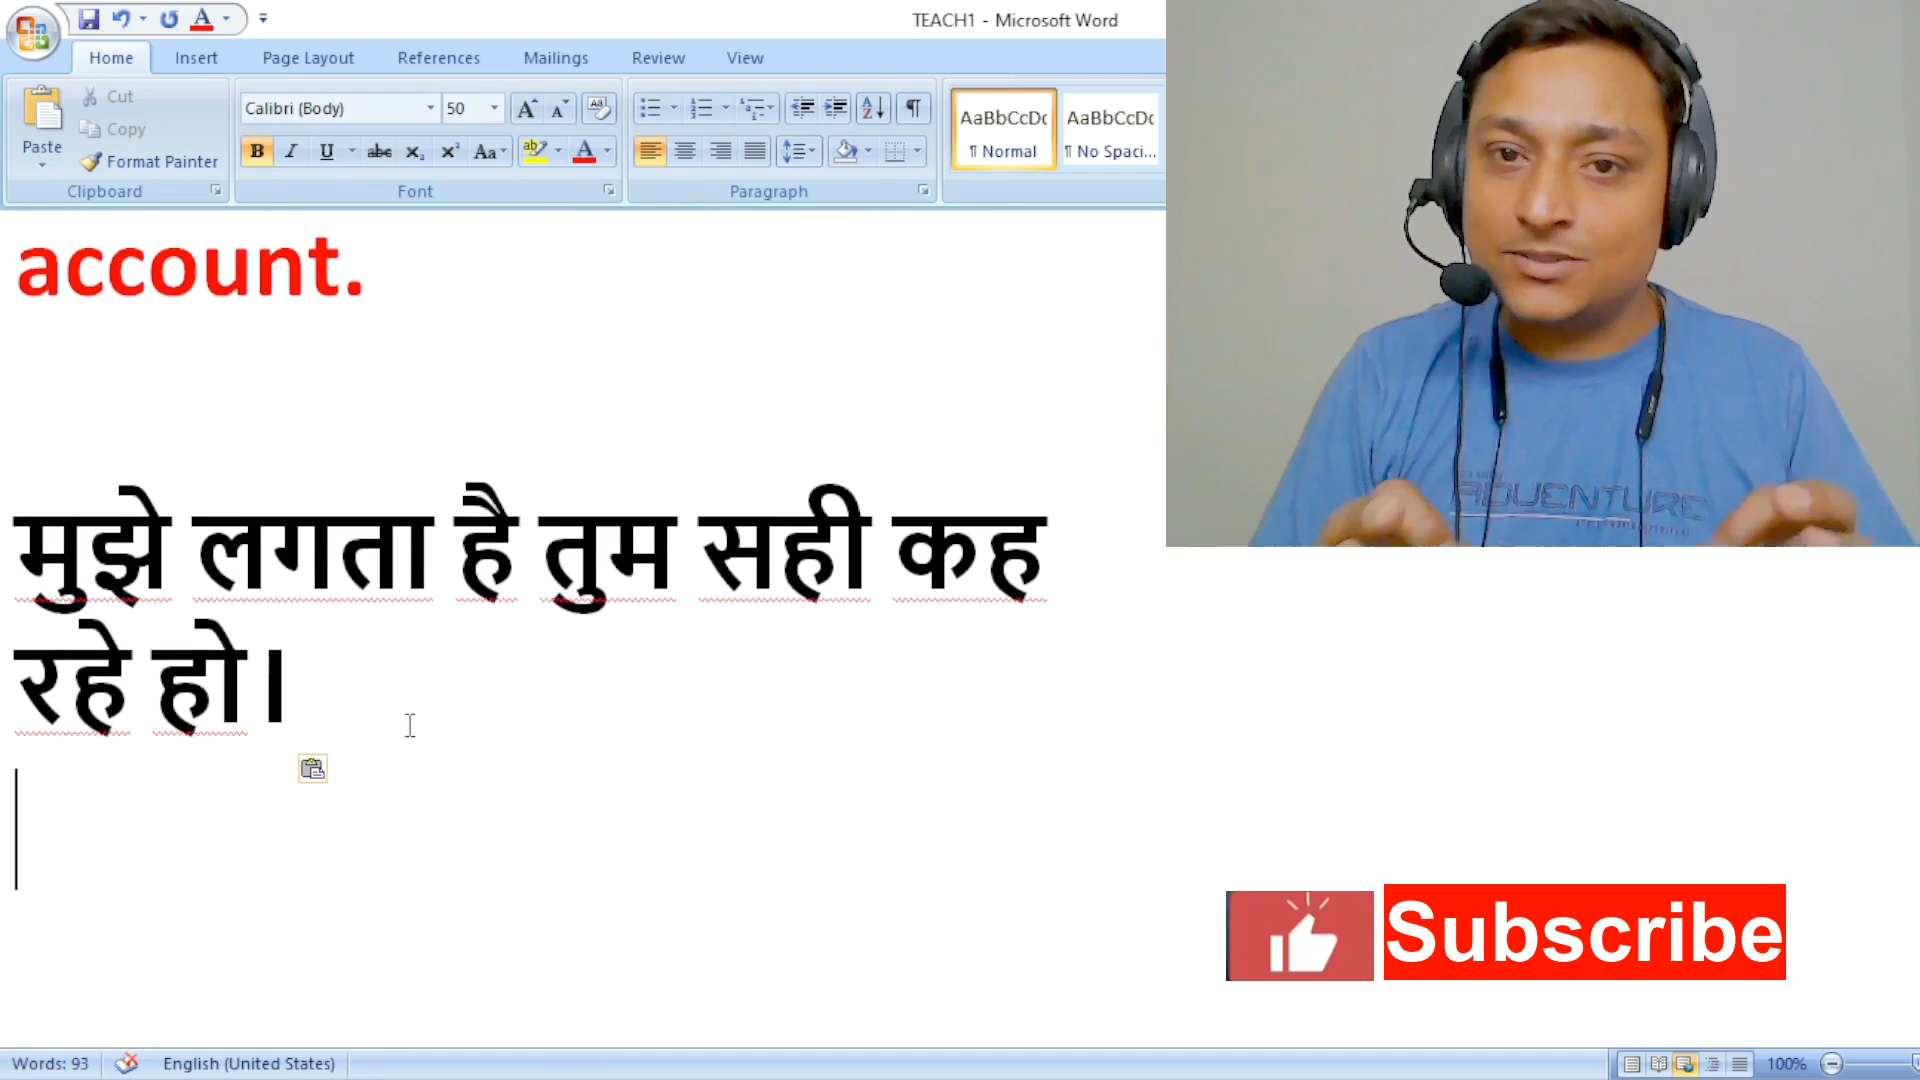 TEACH1 - Microsoft Word
Home Insert Page Layout References Mailings Review View
Cut
Copy
Paste
Format Painter
Calibri (Body) 50
Aa
AaBbCcDc AaBbCcDc
¶ Normal ¶ No Spaci...
Clipboard Font Paragraph
account.
मुझे लगता है तुम सही कह
रहे हो।
ADVENTURE
Subscribe
Words: 93 English (United States) 100%